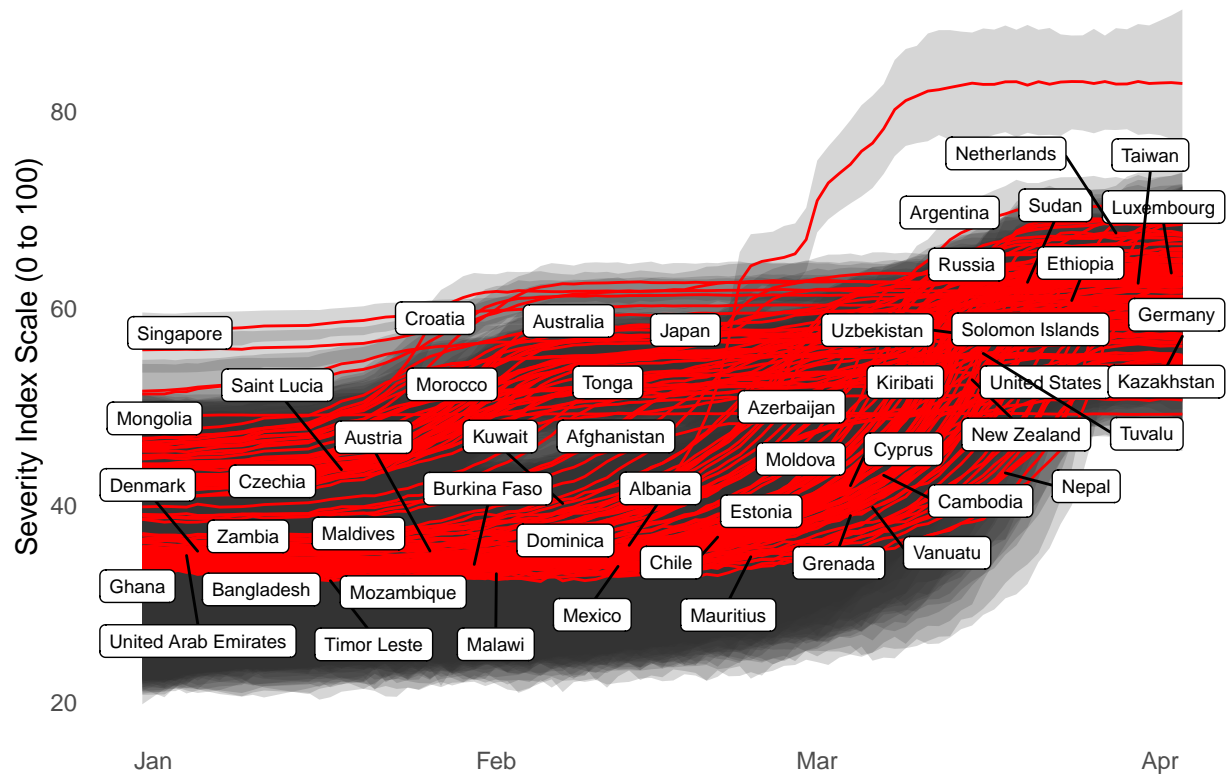 Severity Index Scale (0 to 100)
80
60
40
20
Netherlands
Taiwan
Argentina
Sudan
Luxembourg
Russia
Ethiopia
Singapore
Croatia
Australia
Japan
Uzbekistan
Solomon Islands
Germany
Saint Lucia
Morocco
Tonga
Kiribati
United States
Kazakhstan
Mongolia
Azerbaijan
Austria
Kuwait
Afghanistan
New Zealand
Tuvalu
Denmark
Czechia
Burkina Faso
Albania
Moldova
Cyprus
Nepal
Cambodia
Zambia
Maldives
Dominica
Estonia
Vanuatu
Ghana
Bangladesh
Mozambique
Chile
Grenada
United Arab Emirates
Timor Leste
Malawi
Mexico
Mauritius
Jan
Feb
Mar
Apr